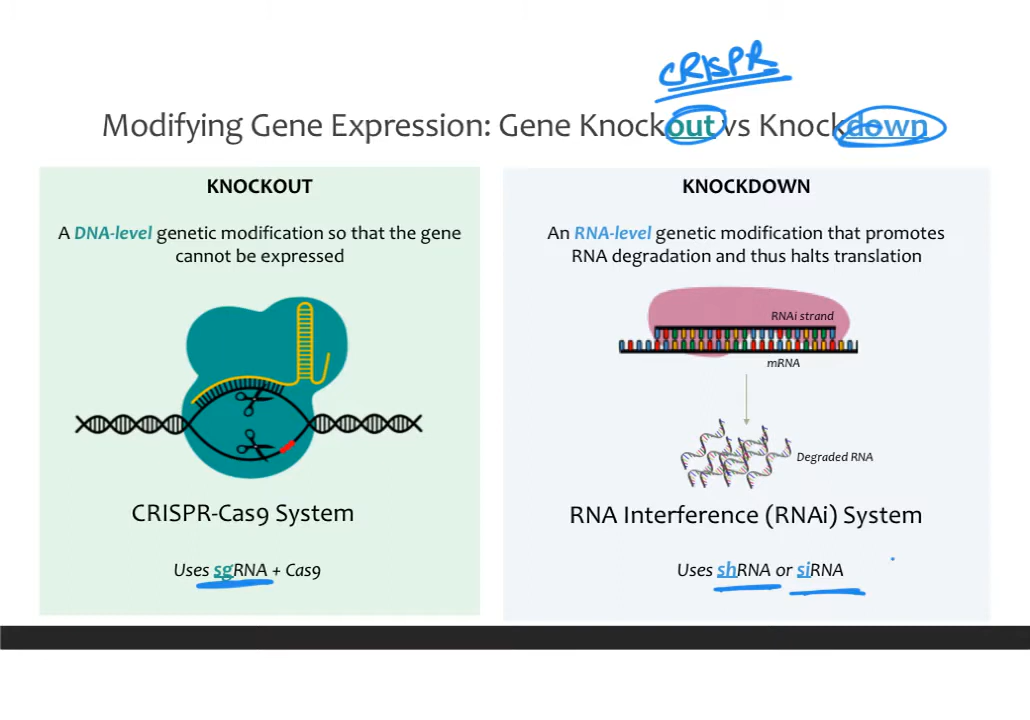 CRISPR
Modifying Gene Expression: Gene Knockout vs Knockdown
KNOCKOUT
A DNA-level genetic modification so that the gene
cannot be expressed
CRISPR-Cas9 System
Uses sgRNA + Cas9
KNOCKDOWN
An RNA-level genetic modification that promotes
RNA degradation and thus halts translation
RNAi strand
mRNA
Degraded RNA
RNA Interference (RNAi) System
Uses shRNA or siRNA